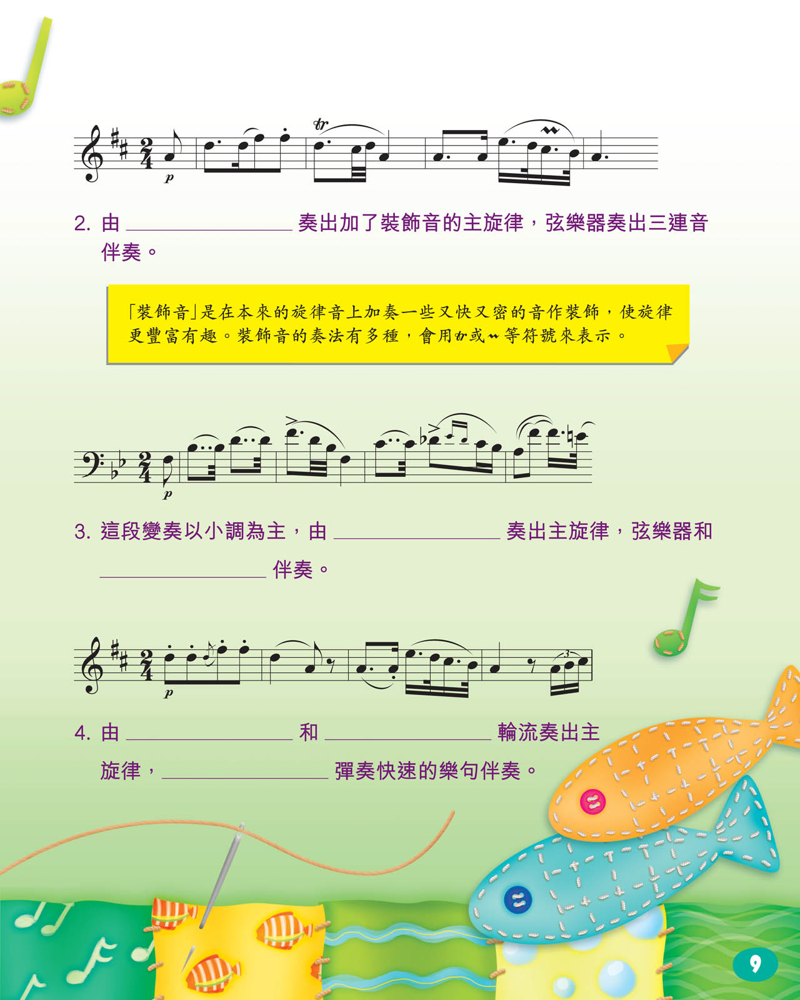 tr
2
4
p
2. 由 ________________ 奏出加了裝飾音的主旋律，弦樂器奏出三連音
伴奏。
「裝飾音」是在本來的旋律音上加奏一些又快又密的音作裝飾，使旋律
更豐富有趣。裝飾音的奏法有多種，會用tr或𝆝等符號來表示。
2
4
p
3. 這段變奏以小調為主，由 ________________ 奏出主旋律，弦樂器和
________________ 伴奏。
2
4
3
p
4. 由 ________________ 和 ________________ 輪流奏出主
旋律， ________________ 彈奏快速的樂句伴奏。
9